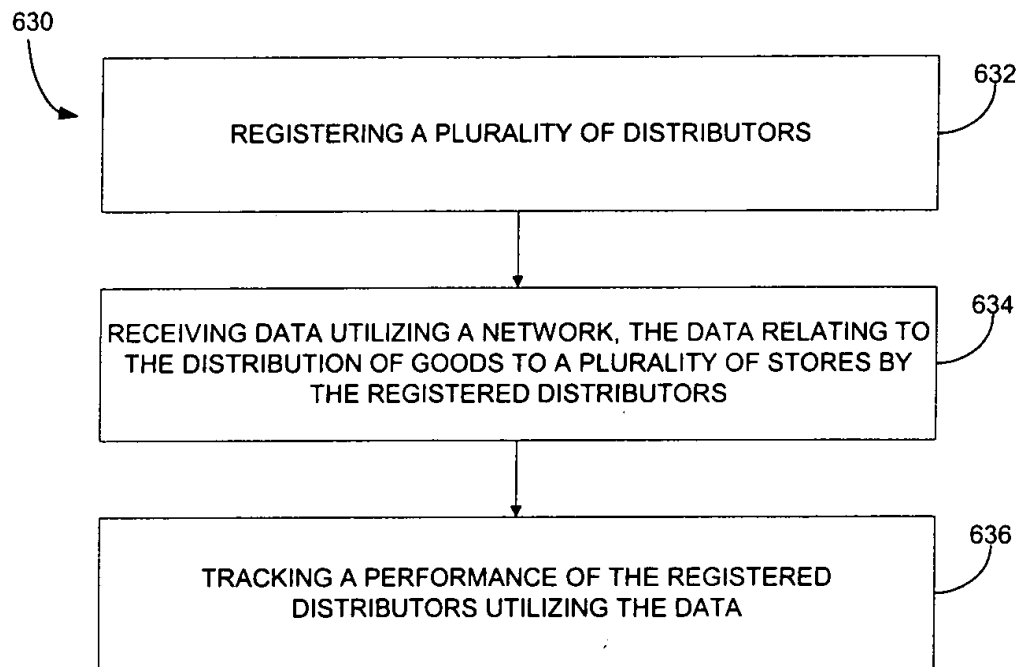 630
632
REGISTERING A PLURALITY OF DISTRIBUTORS
634
RECEIVING DATA UTILIZING A NETWORK, THE DATA RELATING TO
THE DISTRIBUTION OF GOODS TO A PLURALITY OF STORES BY
THE REGISTERED DISTRIBUTORS
636
TRACKING A PERFORMANCE OF THE REGISTERED
DISTRIBUTORS UTILIZING THE DATA